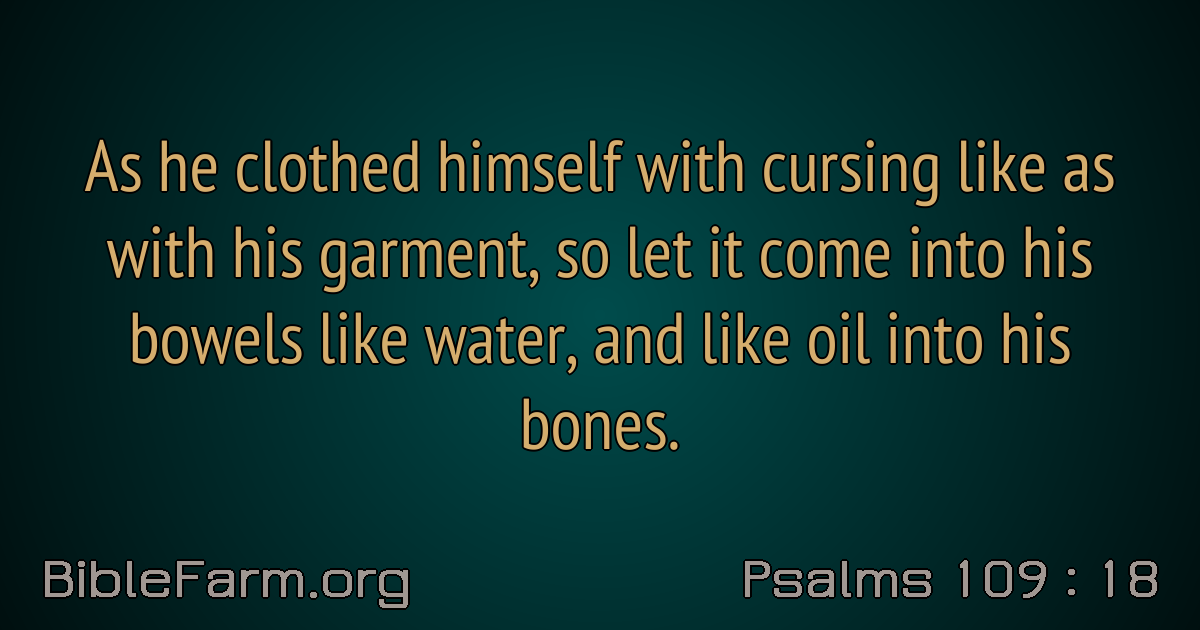 As he clothed himself with cursing like as
with his garment, so let it come into his
bowels like water, and like oil into his
bones.
BibleFarm.org
Psalms 109 : 18